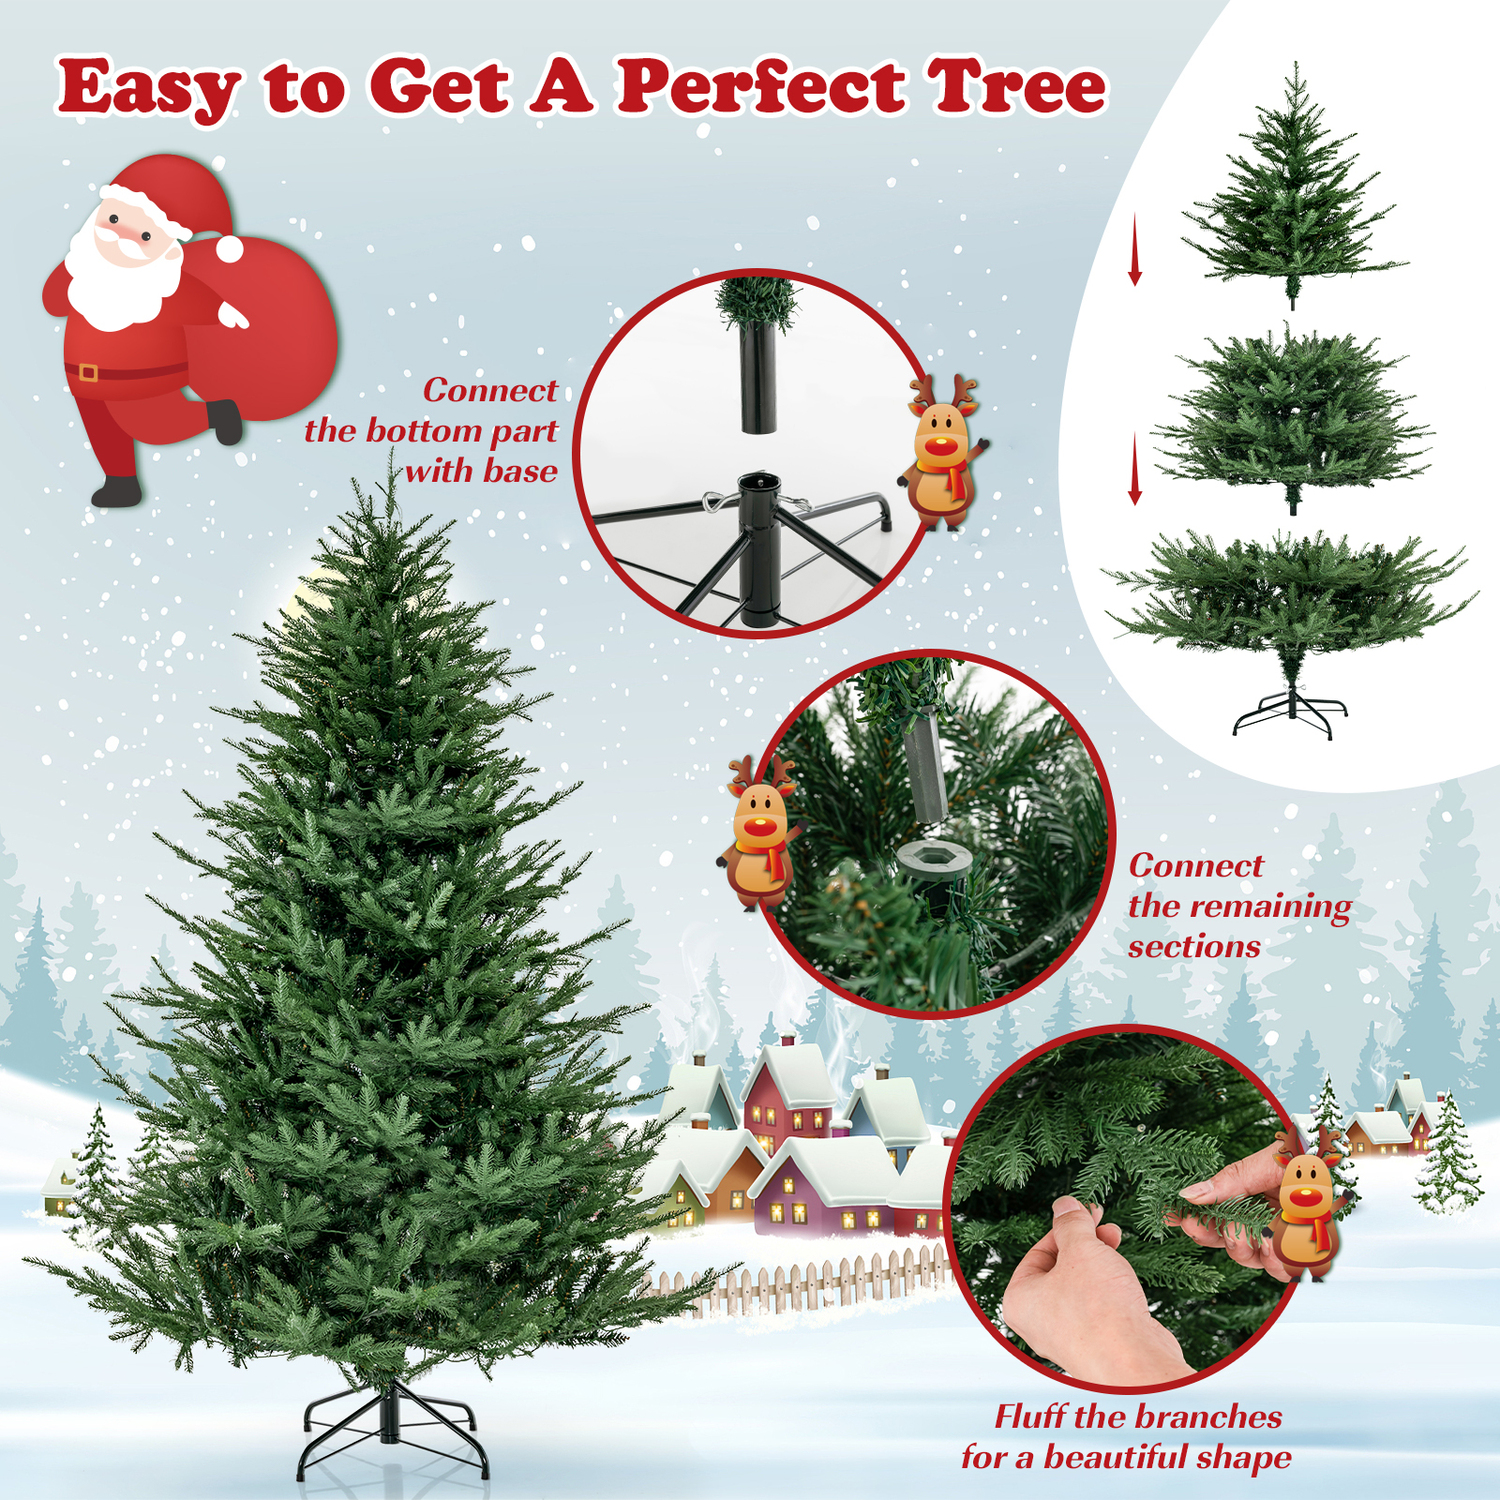 Easy to Get A Perfect Tree
Connect
the bottom part
with base
Connect
the remaining
sections
Fluff the branches
for a beautiful shape